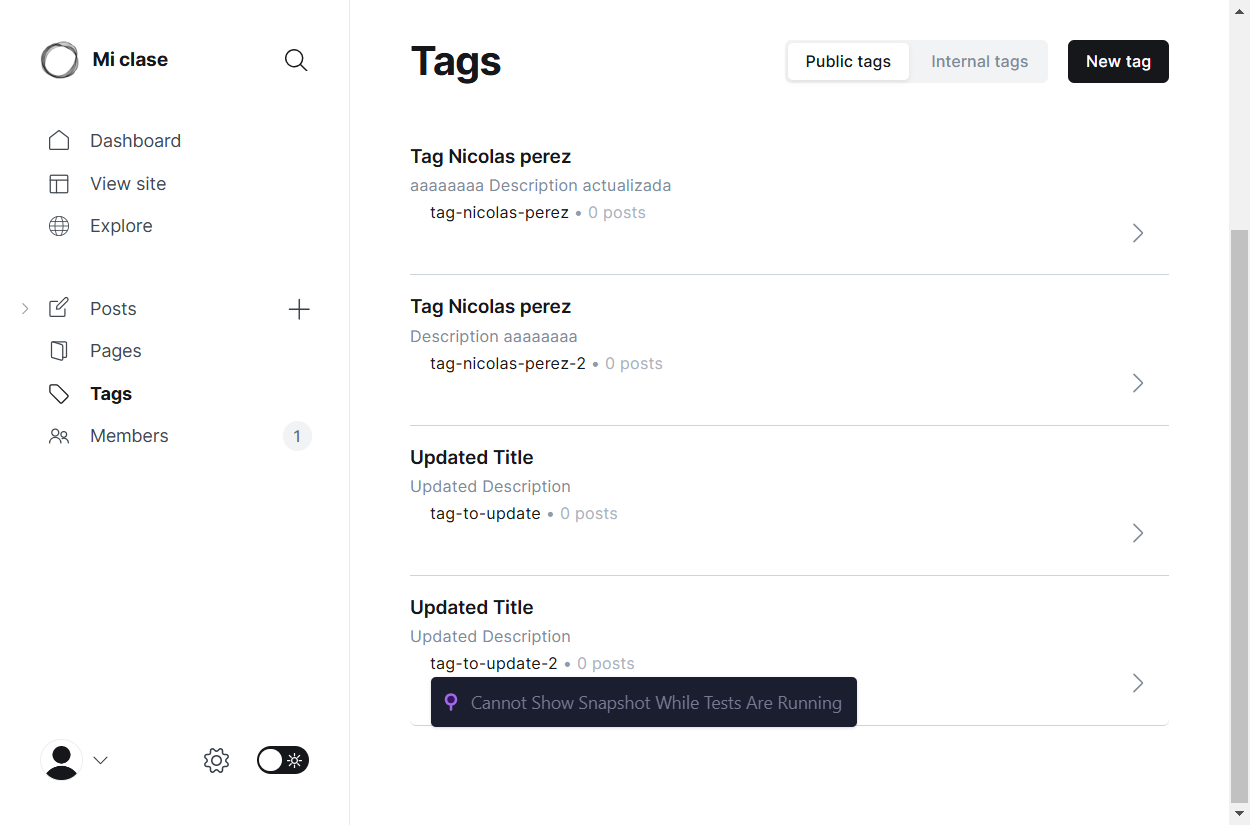 Mi clase
Dashboard
View site
Explore
Posts
Pages
Tags
Members 1
Tags
Public tags Internal tags New tag
Tag Nicolas perez
aaaaaaaa Description actualizada
tag-nicolas-perez • 0 posts
Tag Nicolas perez
Description aaaaaaaa
tag-nicolas-perez-2 • 0 posts
Updated Title
Updated Description
tag-to-update • 0 posts
Updated Title
Updated Description
tag-to-update-2 • 0 posts
Cannot Show Snapshot While Tests Are Running